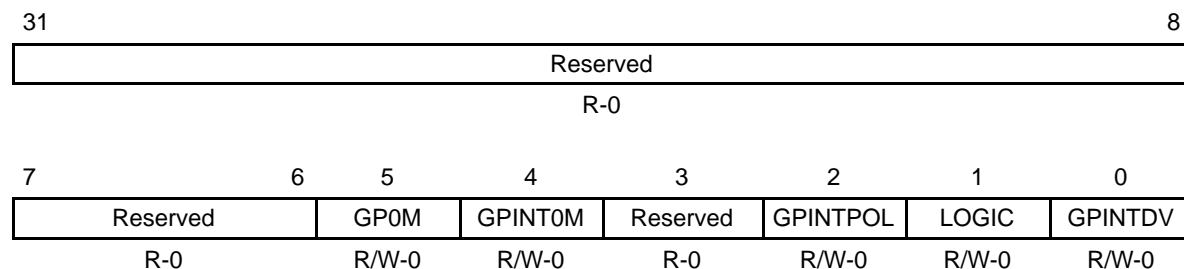 31 8
Reserved
R-0
7 6 5 4 3 2 1 0
Reserved GP0M GPINT0M Reserved GPINTPOL LOGIC GPINTDV
R-0 R/W-0 R/W-0 R-0 R/W-0 R/W-0 R/W-0